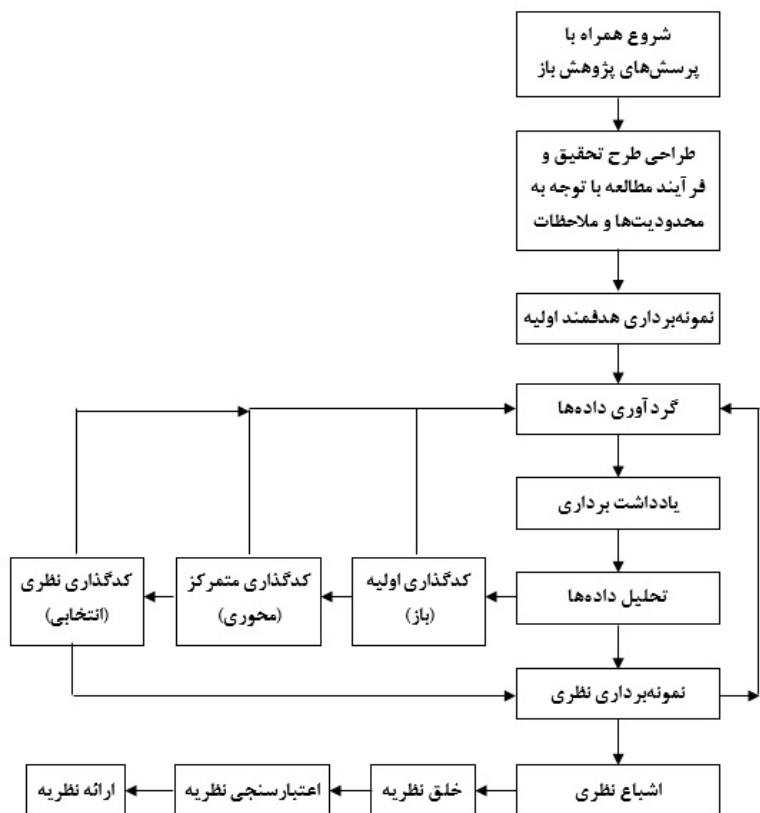 شروع همراه با
پرسش‌های پژوهش باز
طراحی طرح تحقیق و
فرآیند مطالعه با توجه به
محدودیت‌ها و ملاحظات
نمونه‌برداری هدفمند اولیه
گردآوری داده‌ها
یادداشت برداری
تحلیل داده‌ها
کدگذاری اولیه
(باز)
کدگذاری متمرکز
(محوری)
کدگذاری نظری
(انتخابی)
نمونه‌برداری نظری
اشباع نظری
خلق نظریه
اعتبارسنجی نظریه
ارائه نظریه